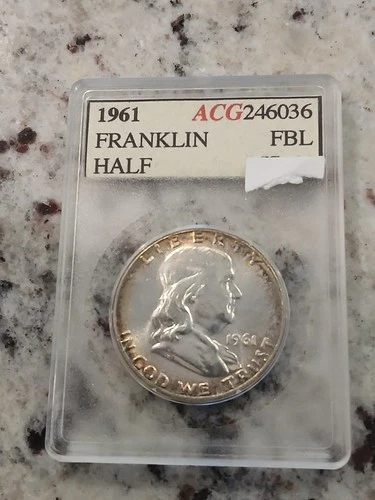 1961 ACG246036
FRANKLIN FBL
HALF
LIBERTY
1961
IN GOD WE TRUST